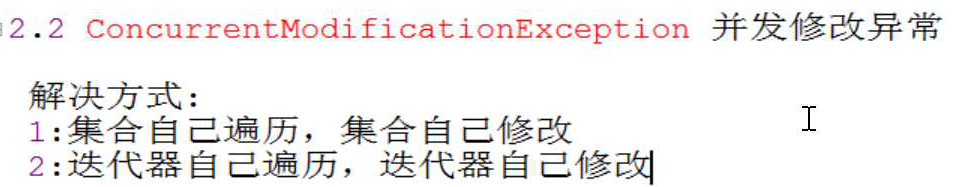 2.2 ConcurrentModificationException 并发修改异常
解决方式:
1:集合自己遍历，集合自己修改
2:迭代器自己遍历，迭代器自己修改